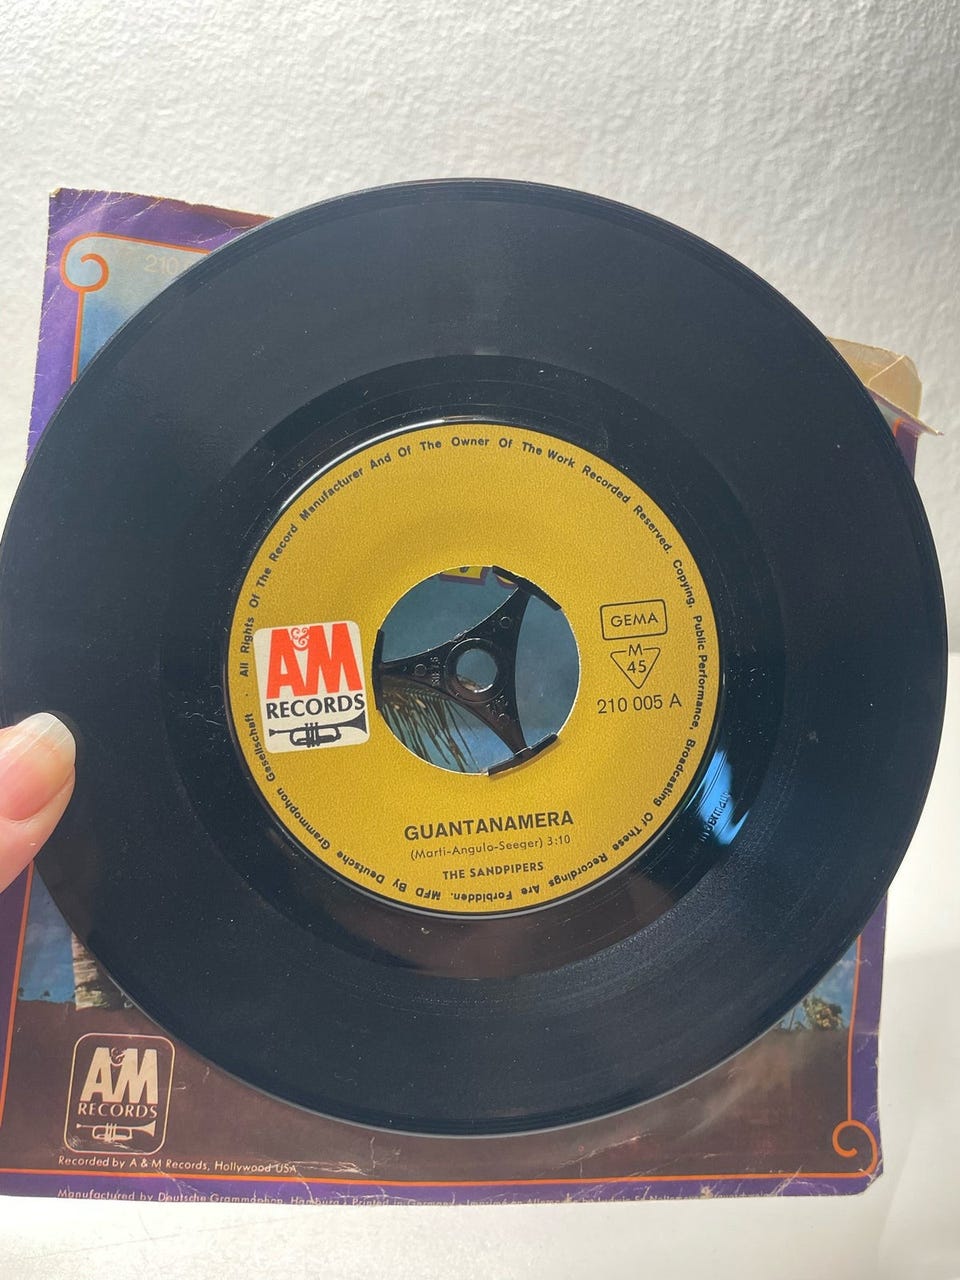 210
All Rights Of The Record Manufacturer And Of The Owner Of The Work Recorded Reserved. Copying, Public Performance, Broadcasting Of These Recordings Are Forbidden. MFD By Deutsche Grammophon Gesellschaft ·
GEMA
M
45
210 005 A
A&M
RECORDS
GUANTANAMERA
(Marti-Angulo-Seeger) 3:10
THE SANDPIPERS
A&M
RECORDS
Recorded by A & M Records, Hollywood USA
Manufactured by Deutsche Grammophon, Hamburg · Printed in Germany